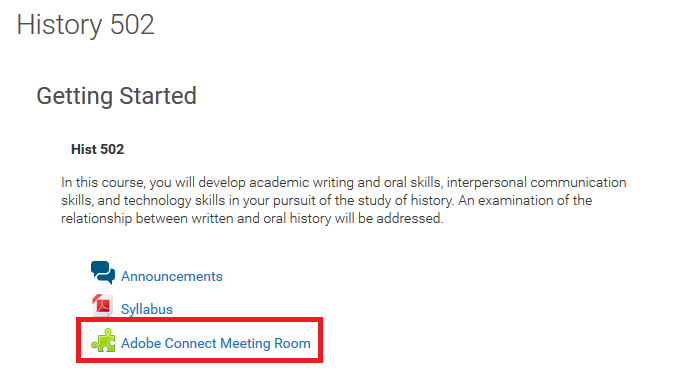 History 502
Getting Started
Hist 502
In this course, you will develop academic writing and oral skills, interpersonal communication
skills, and technology skills in your pursuit of the study of history. An examination of the
relationship between written and oral history will be addressed.
Announcements
Syllabus
Adobe Connect Meeting Room